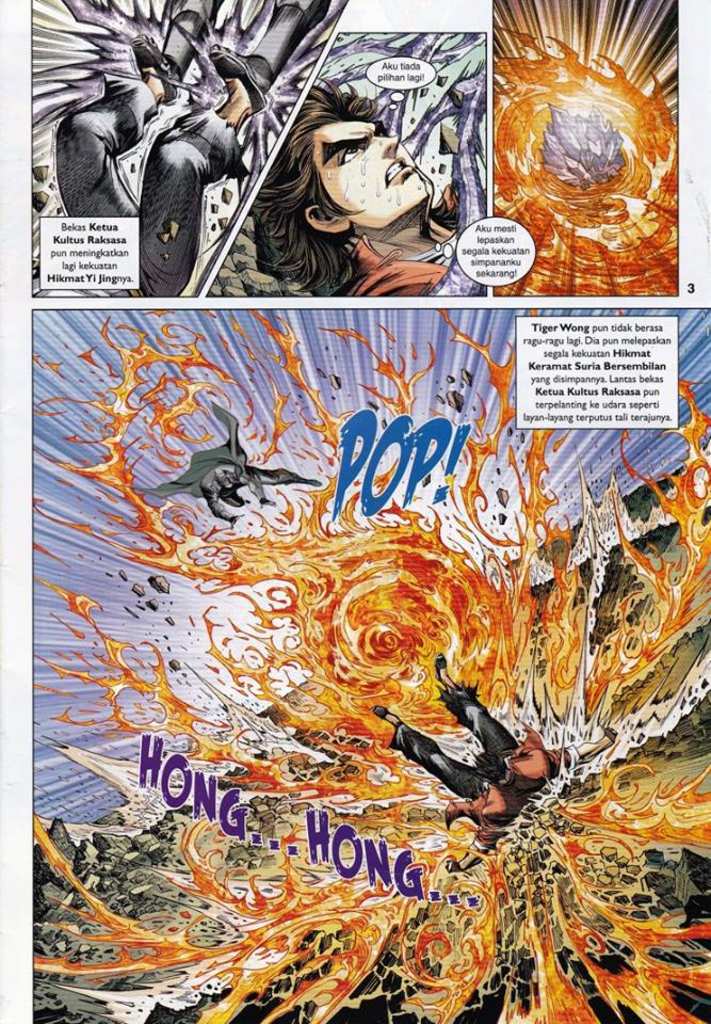 Bekas Ketua
Kultus Raksasa
pun meningkatkan
lagi kekuatan
Hikmat Yi Jingnya.
Aku tiada
pilihan lagi!
Aku mesti
lepaskan
segala kekuatan
simpananku
sekarang!
3
Tiger Wong pun tidak berasa
ragu-ragu lagi. Dia pun melepaskan
segala kekuatan Hikmat
Keramat Suria Bersembilan
yang disimpannya. Lantas bekas
Ketua Kultus Raksasa pun
terpelanting ke udara seperti
layan-layang terputus tali terajunya.
POP!
HONG...HONG...